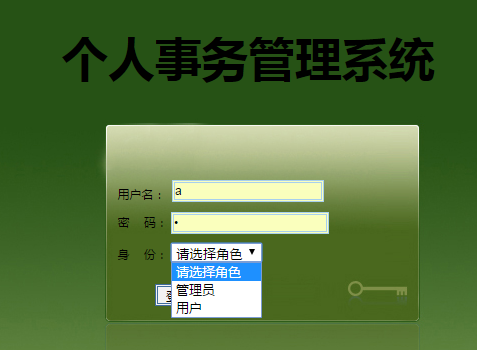 个人事务管理系统
用户名： a
密 码： •
身 份： 请选择角色
请选择角色
管理员
用户